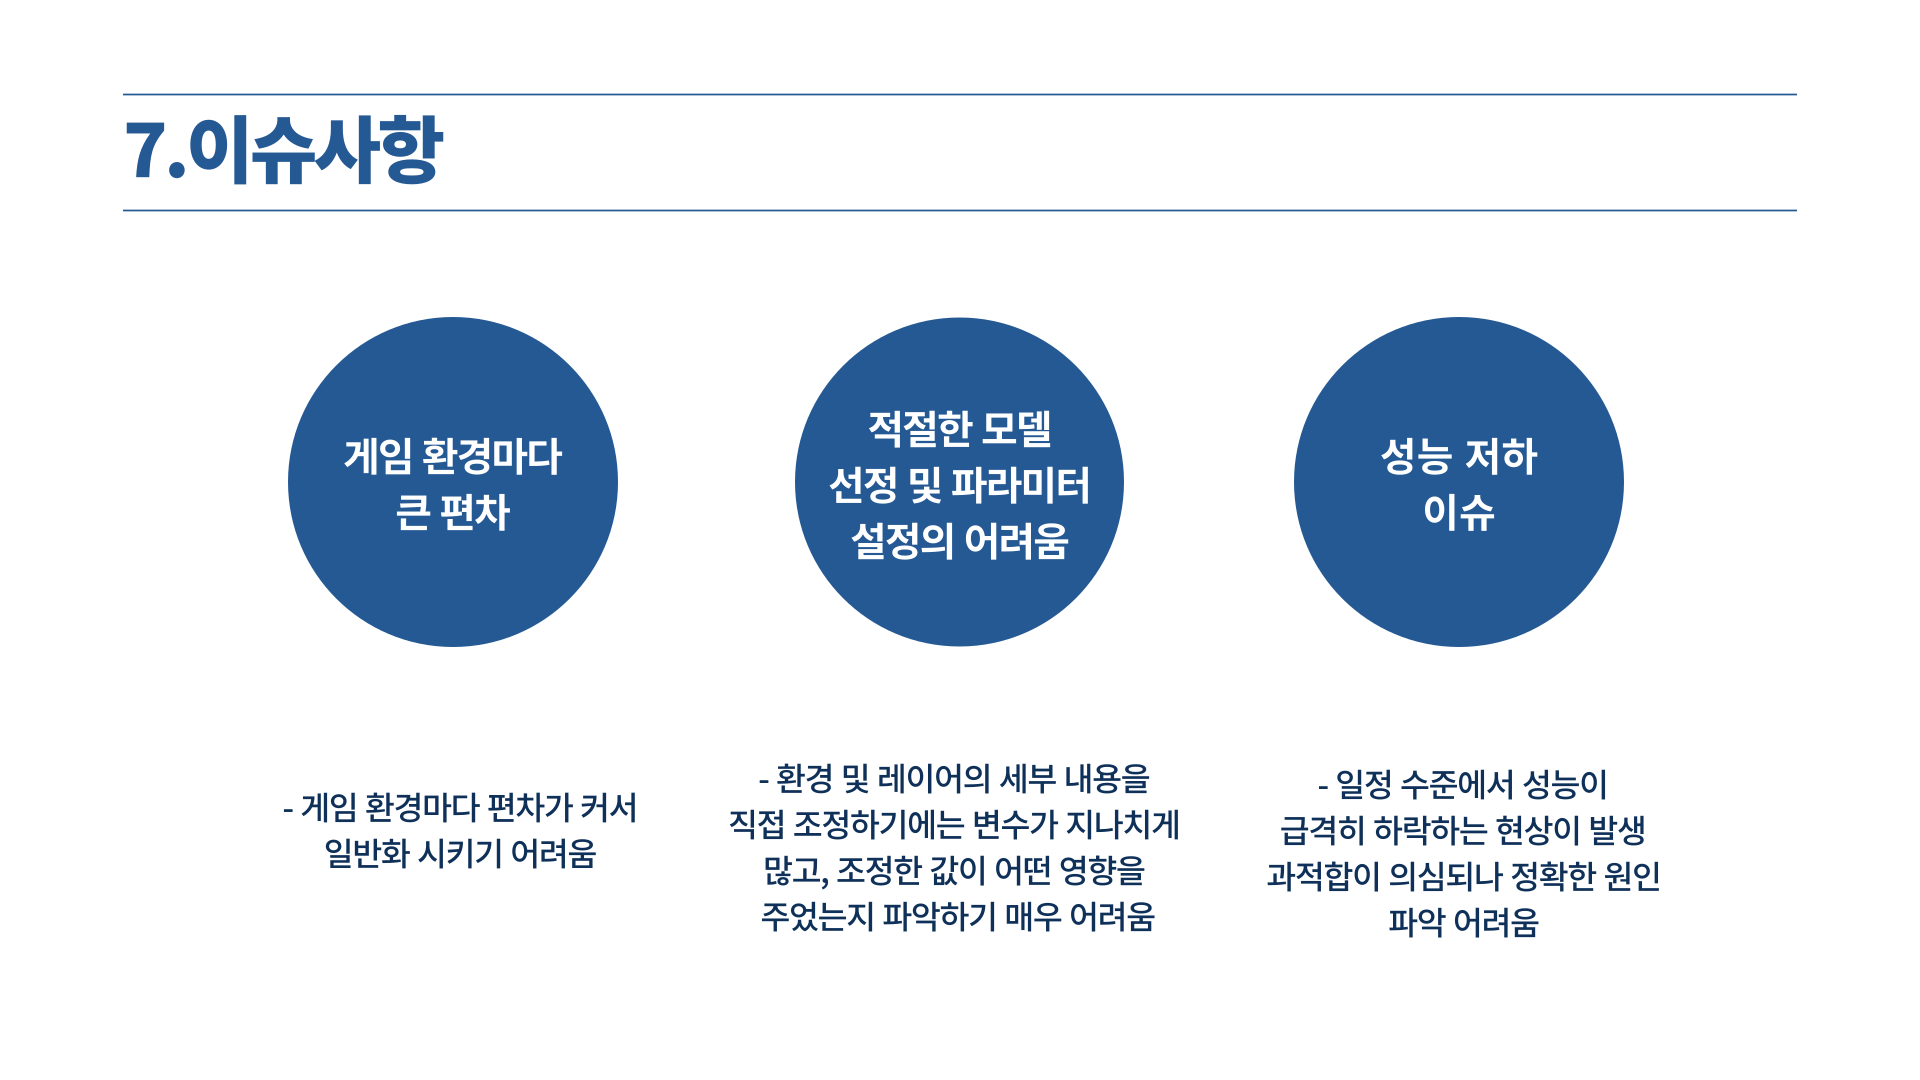 7.이슈사항
게임 환경마다
큰 편차
적절한 모델
선정 및 파라미터
설정의 어려움
성능 저하
이슈
- 게임 환경마다 편차가 커서
일반화 시키기 어려움
- 환경 및 레이어의 세부 내용을
직접 조정하기에는 변수가 지나치게
많고, 조정한 값이 어떤 영향을
주었는지 파악하기 매우 어려움
- 일정 수준에서 성능이
급격히 하락하는 현상이 발생
과적합이 의심되나 정확한 원인
파악 어려움